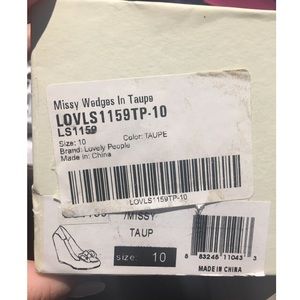 Missy Wedges In Taupe
LOVLS1159TP-10
LS1159
Size: 10 Color: TAUPE
Brand: Lovely People
Made in: China
LOVLS1159TP-10
/MISSY
TAUP
size: 10
8 83248 11043 3
MADE IN CHINA